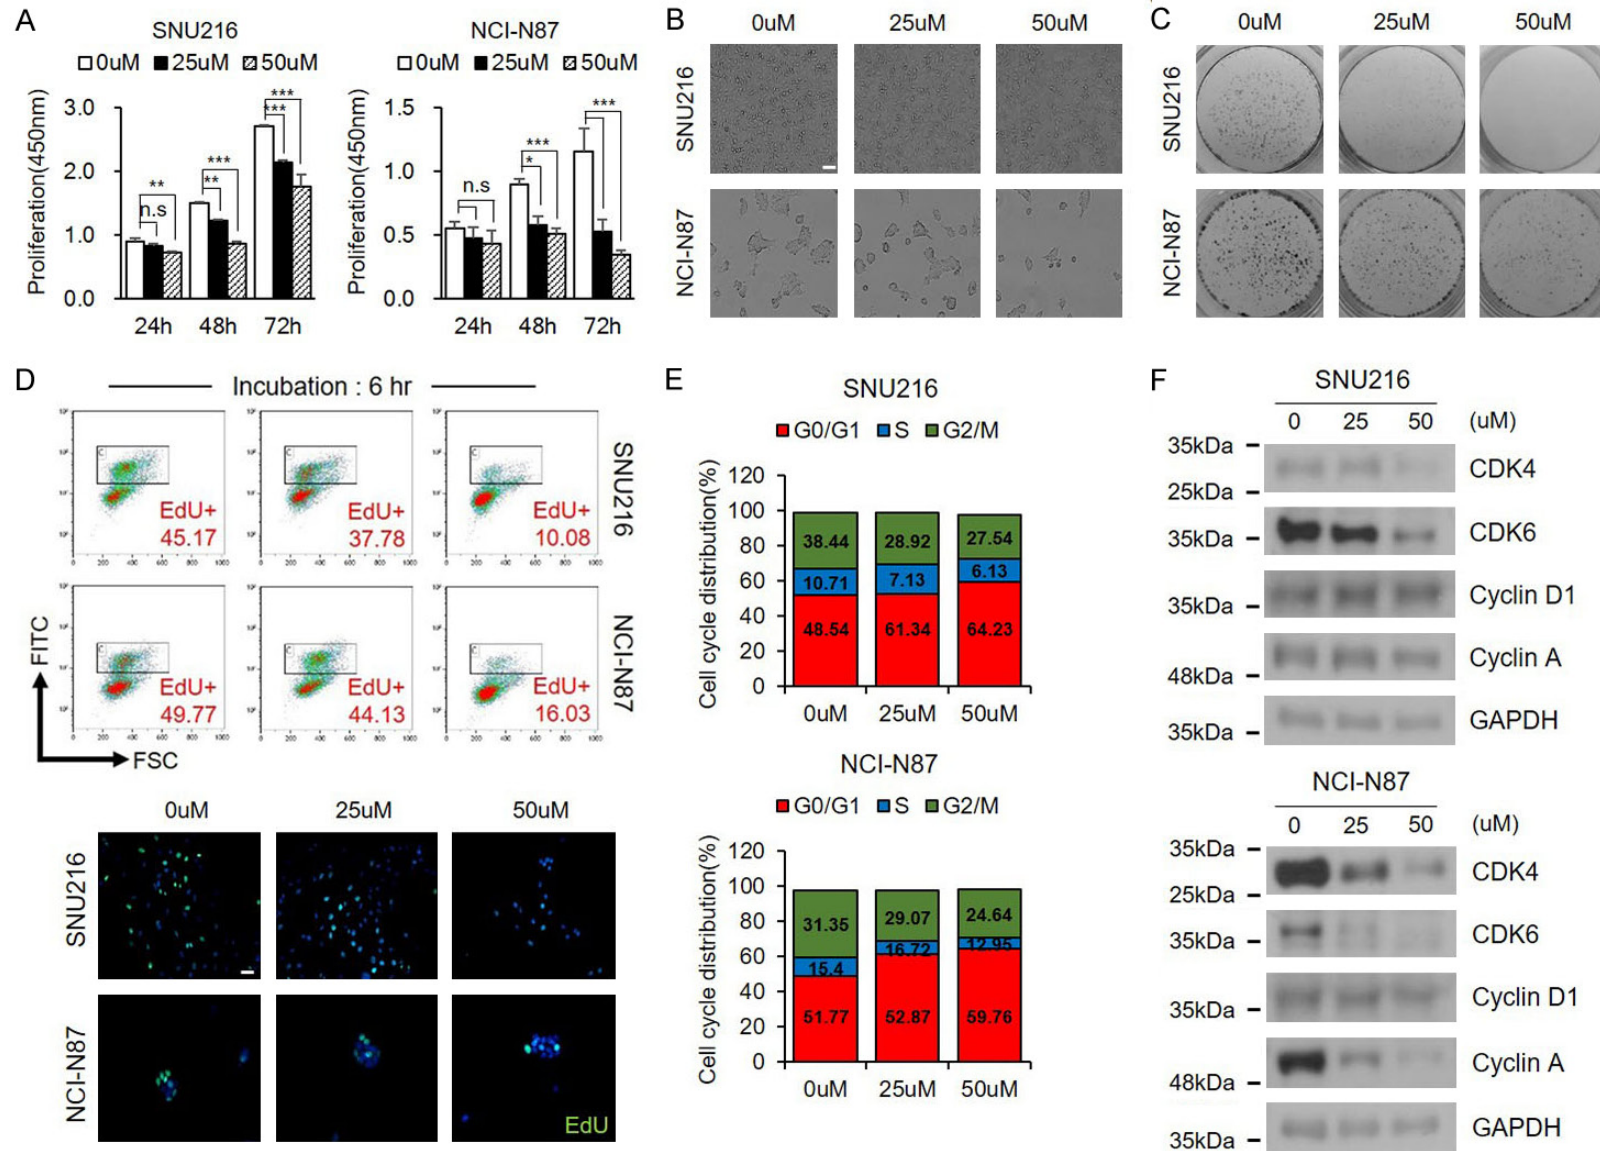 A
SNU216
0uM 25uM 50uM
Proliferation(450nm)
3.0
2.0
1.0
0.0
n.s
**
**
***
***
***
24h 48h 72h
NCI-N87
0uM 25uM 50uM
Proliferation(450nm)
1.5
1.0
0.5
0.0
n.s
*
***
***
24h 48h 72h
B
0uM 25uM 50uM
SNU216
NCI-N87
C
0uM 25uM 50uM
SNU216
NCI-N87
D
Incubation : 6 hr
C
EdU+
45.17
C
EdU+
37.78
C
EdU+
10.08
SNU216
C
EdU+
49.77
C
EdU+
44.13
C
EdU+
16.03
NCI-N87
FITC
FSC
0uM 25uM 50uM
SNU216
NCI-N87
EdU
E
SNU216
G0/G1 S G2/M
Cell cycle distribution(%)
120
100
80
60
40
20
0
38.44 28.92 27.54
10.71 7.13 6.13
48.54 61.34 64.23
0uM 25uM 50uM
NCI-N87
G0/G1 S G2/M
Cell cycle distribution(%)
120
100
80
60
40
20
0
31.35 29.07 24.64
15.4 16.72 12.95
51.77 52.87 59.76
0uM 25uM 50uM
F
SNU216
0 25 50 (uM)
35kDa
CDK4
25kDa
35kDa CDK6
Cyclin D1
35kDa
Cyclin A
48kDa
GAPDH
35kDa
NCI-N87
0 25 50 (uM)
35kDa
CDK4
25kDa
CDK6
35kDa
Cyclin D1
35kDa
Cyclin A
48kDa
GAPDH
35kDa